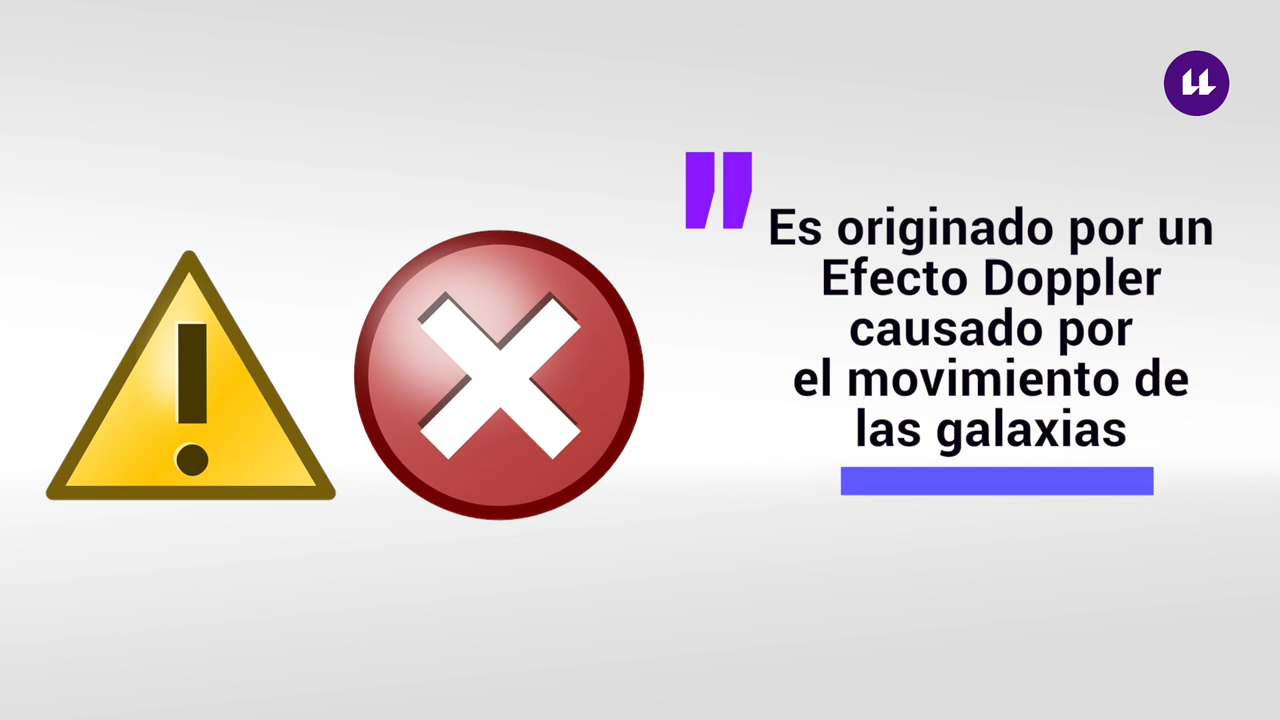 Es originado por un
Efecto Doppler
causado por
el movimiento de
las galaxias